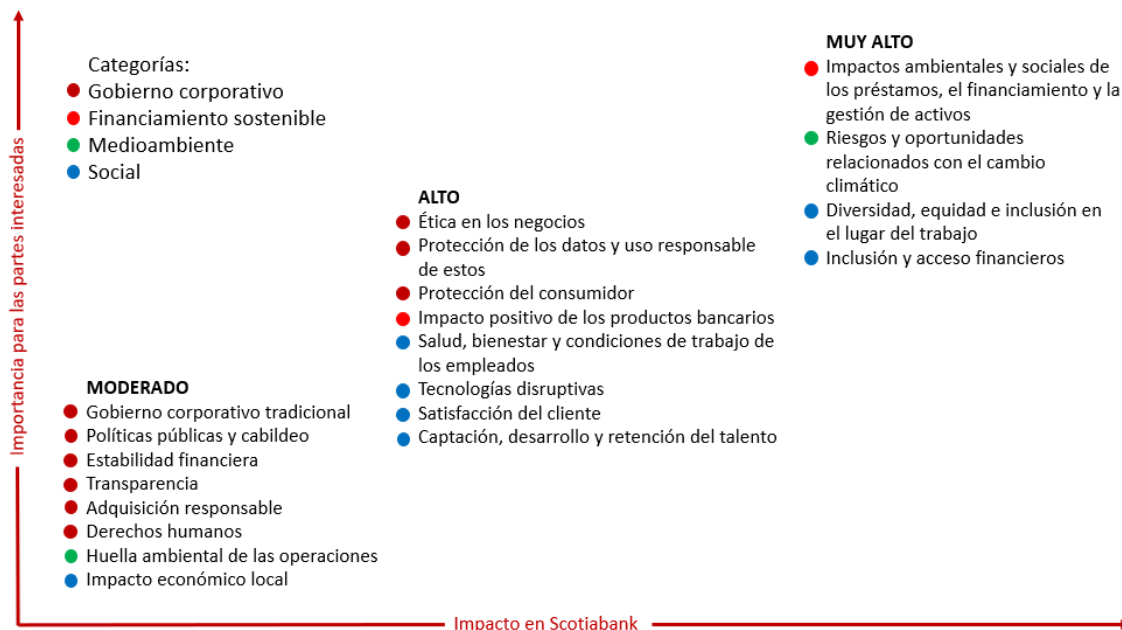 Categorías:
Gobierno corporativo
Financiamiento sostenible
Medioambiente
Social
MUY ALTO
Impactos ambientales y sociales de
los préstamos, el financiamiento y la
gestión de activos
Riesgos y oportunidades
relacionados con el cambio
climático
Diversidad, equidad e inclusión en
el lugar del trabajo
Inclusión y acceso financieros
ALTO
Ética en los negocios
Protección de los datos y uso responsable
de estos
Protección del consumidor
Impacto positivo de los productos bancarios
Salud, bienestar y condiciones de trabajo de
los empleados
Tecnologías disruptivas
Satisfacción del cliente
Captación, desarrollo y retención del talento
MODERADO
Gobierno corporativo tradicional
Políticas públicas y cabildeo
Estabilidad financiera
Transparencia
Adquisición responsable
Derechos humanos
Huella ambiental de las operaciones
Impacto económico local
Importancia para las partes interesadas
Impacto en Scotiabank